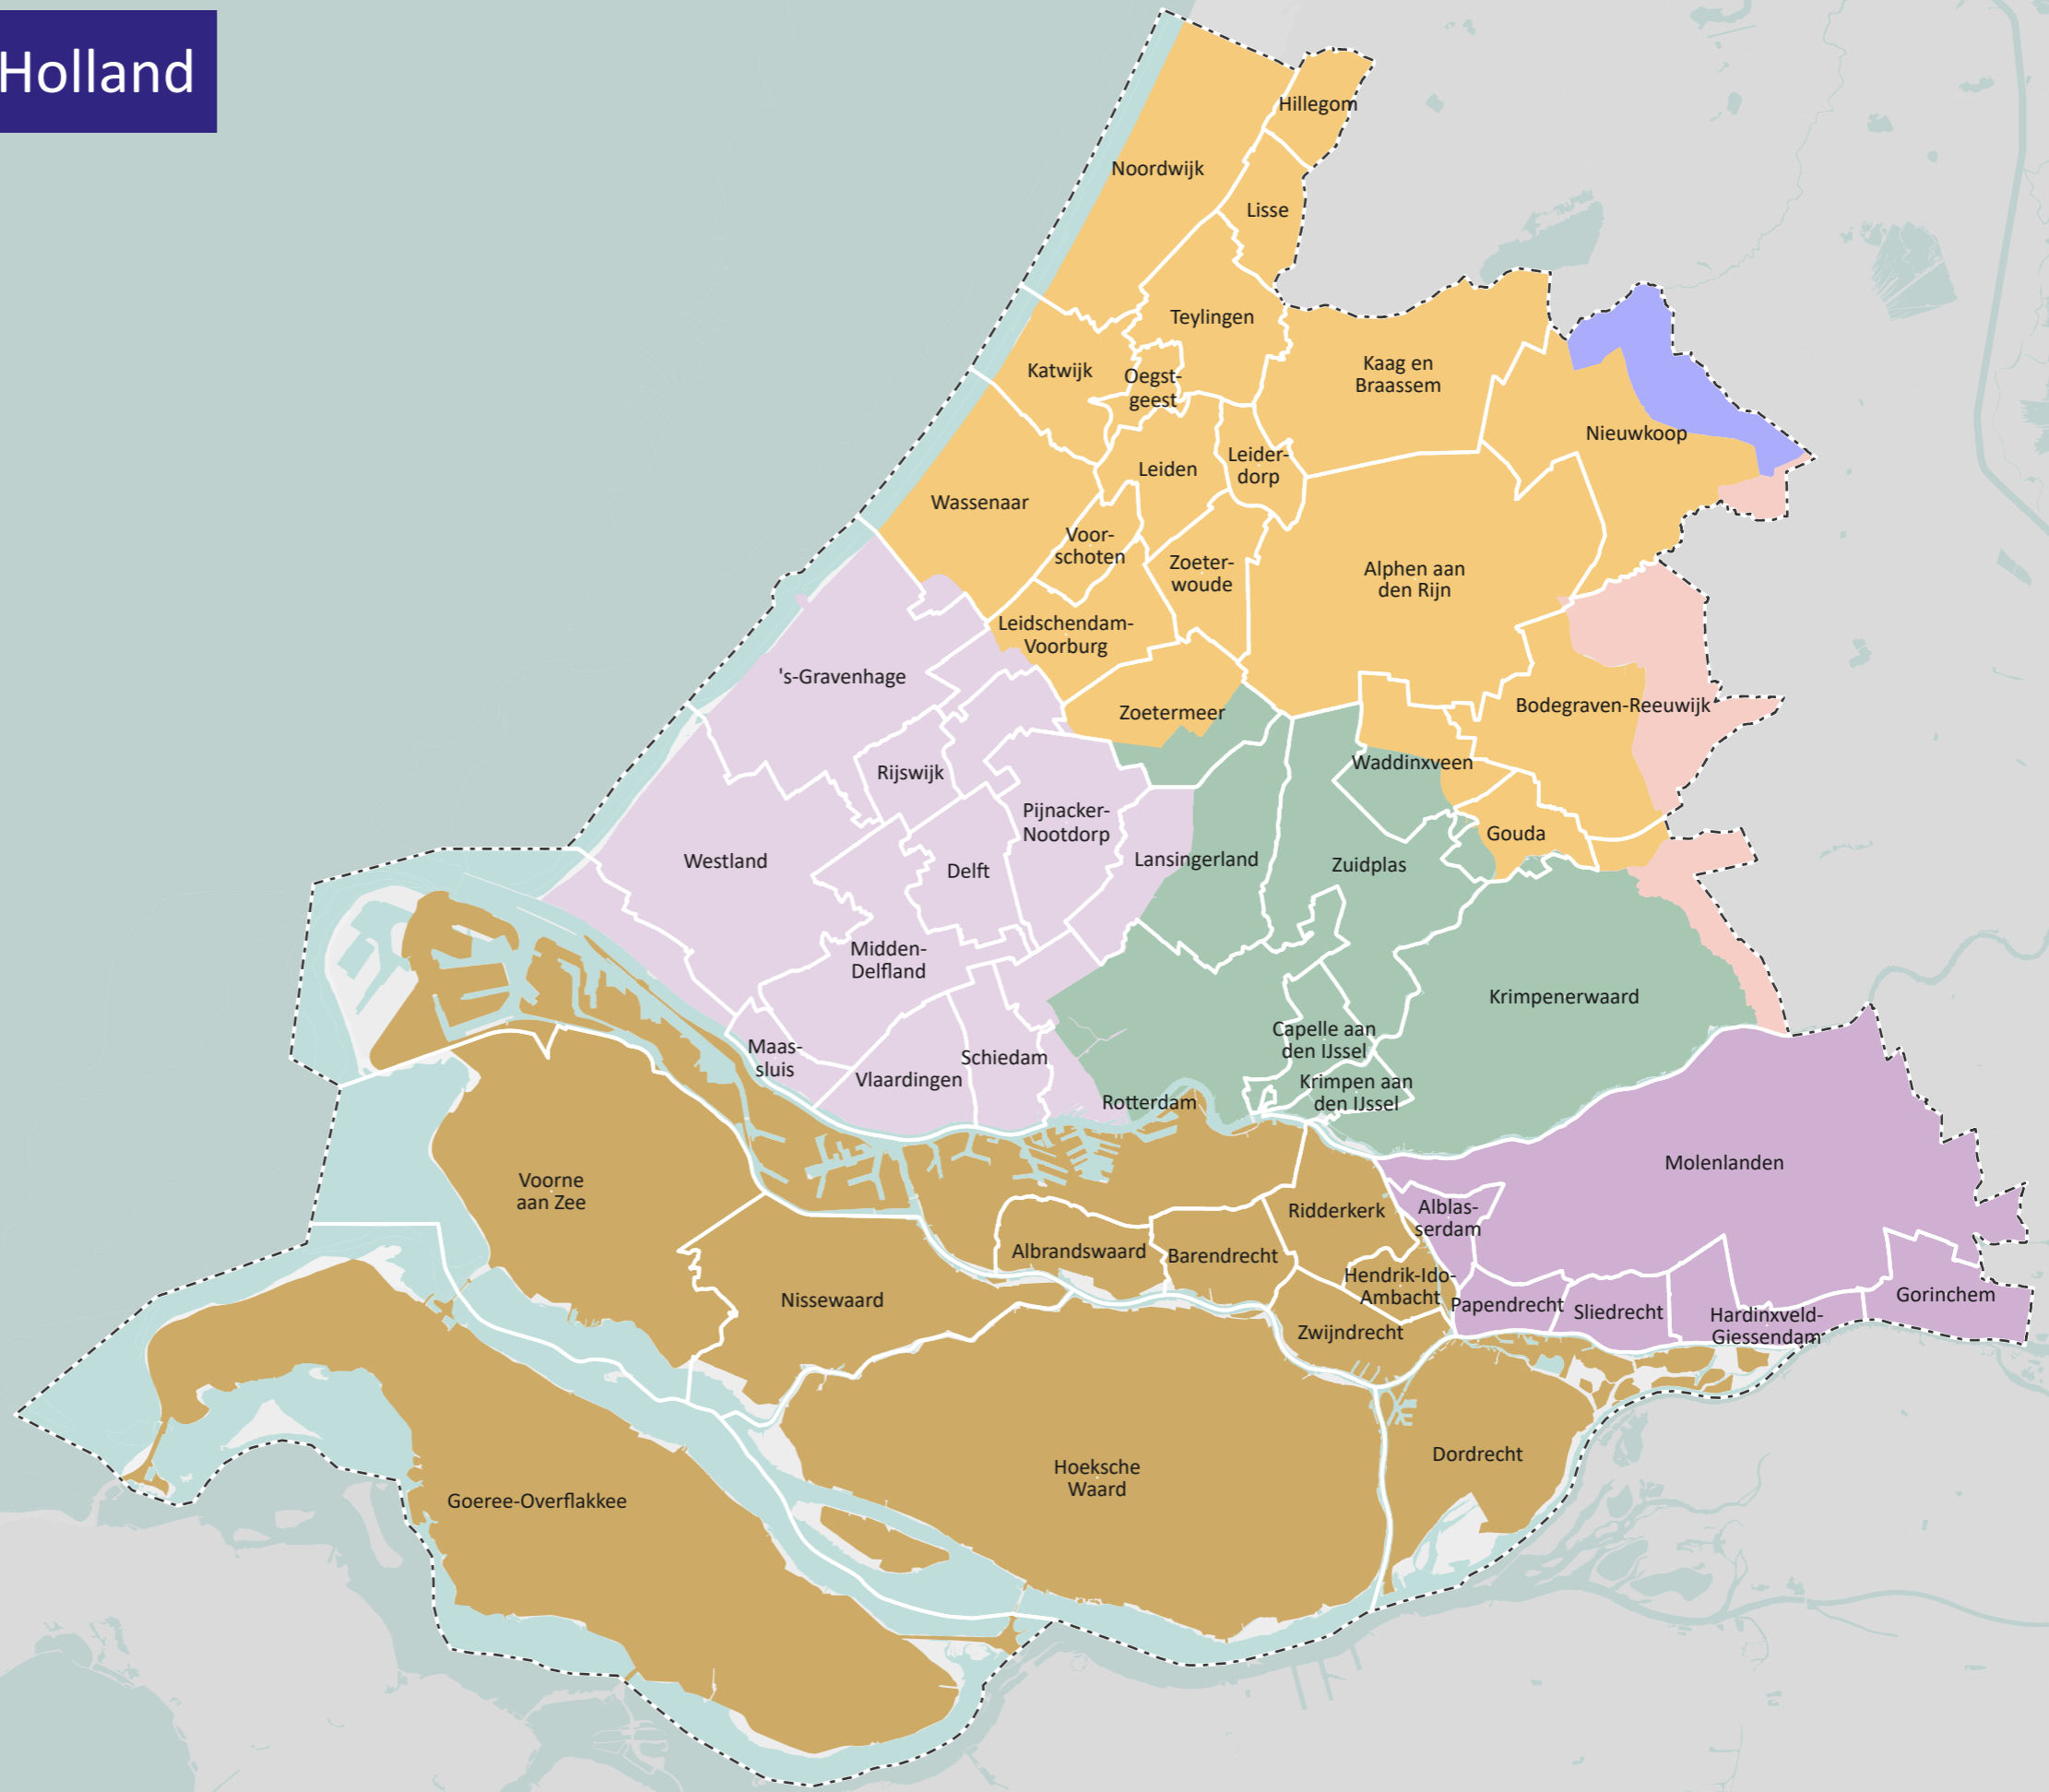 Holland
Hillegom
Noordwijk
Lisse
Teylingen
Kaag en
Braassem
Katwijk
Oegst-
geest
Nieuwkoop
Leiden
Leider-
dorp
Wassenaar
Voor-
schoten
Zoeter-
woude
Alphen aan
den Rijn
Leidschendam-
Voorburg
's-Gravenhage
Zoetermeer
Bodegraven-Reeuwijk
Waddinxveen
Rijswijk
Pijnacker-
Nootdorp
Gouda
Westland
Delft
Lansingerland
Zuidplas
Midden-
Delfland
Krimpenerwaard
Capelle aan
den IJssel
Maas-
sluis
Schiedam
Vlaardingen
Krimpen aan
den IJssel
Rotterdam
Molenlanden
Voorne
aan Zee
Ridderkerk
Alblas-
serdam
Albrandswaard
Barendrecht
Hendrik-Ido-
Ambacht
Nissewaard
Papendrecht
Sliedrecht
Hardinxveld-
Giessendam
Gorinchem
Zwijndrecht
Dordrecht
Hoeksche
Waard
Goeree-Overflakkee